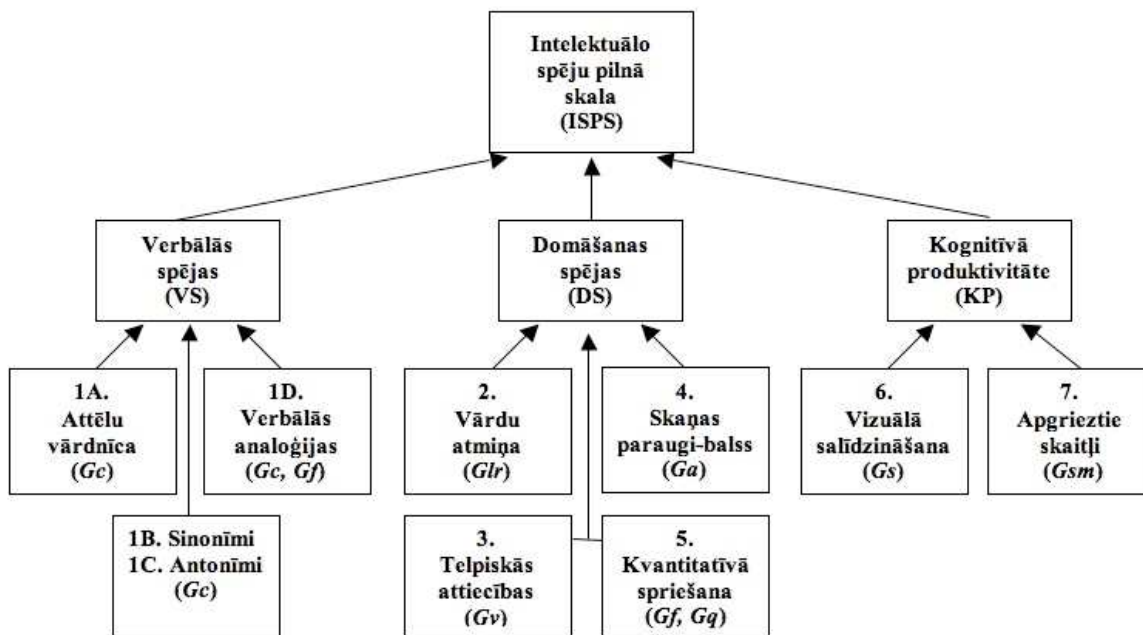 Intelektuālo
spēju pilnā
skala
(ISPS)
Verbālās
spējas
(VS)
Domāšanas
spējas
(DS)
Kognitīvā
produktivitāte
(KP)
1A.
Attēlu
vārdnīca
(Gc)
1D.
Verbālās
analoģijas
(Gc, Gf)
2.
Vārdu
atmiņa
(Glr)
4.
Skaņas
paraugi-balss
(Ga)
6.
Vizuālā
salīdzināšana
(Gs)
7.
Apgrieztie
skaitļi
(Gsm)
1B. Sinonīmi
1C. Antonīmi
(Gc)
3.
Telpiskās
attiecības
(Gv)
5.
Kvantitatīvā
spriešana
(Gf, Gq)